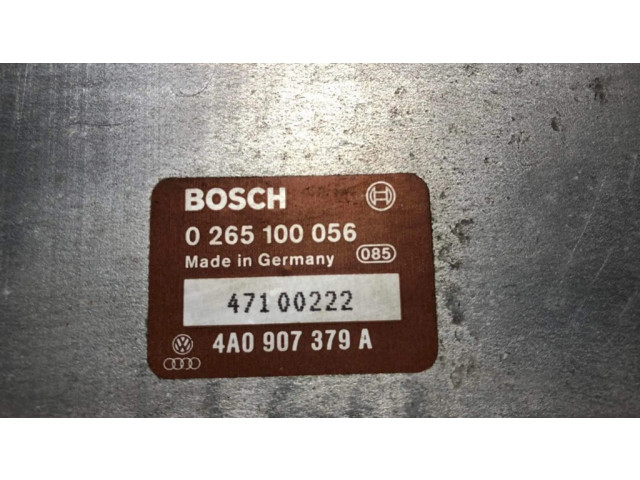 BOSCH
0 265 100 056
Made in Germany 085
47100222
4A0 907 379 A